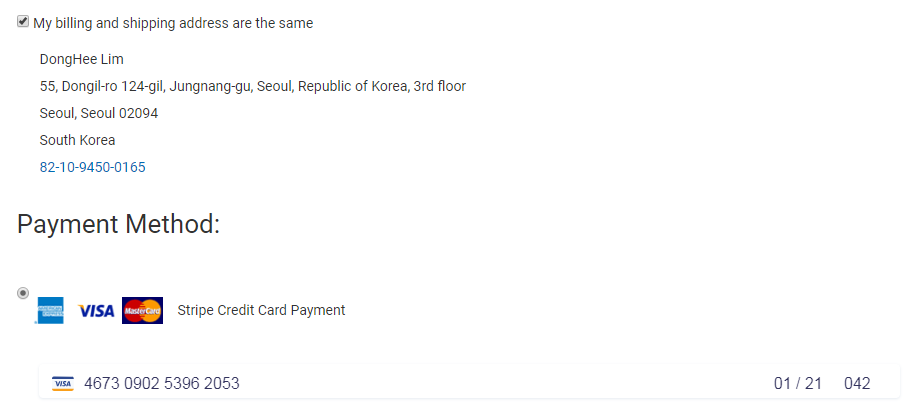 My billing and shipping address are the same
DongHee Lim
55, Dongil-ro 124-gil, Jungnang-gu, Seoul, Republic of Korea, 3rd floor
Seoul, Seoul 02094
South Korea
82-10-9450-0165
Payment Method:
VISA MasterCard Stripe Credit Card Payment
VISA 4673 0902 5396 2053 01 / 21 042